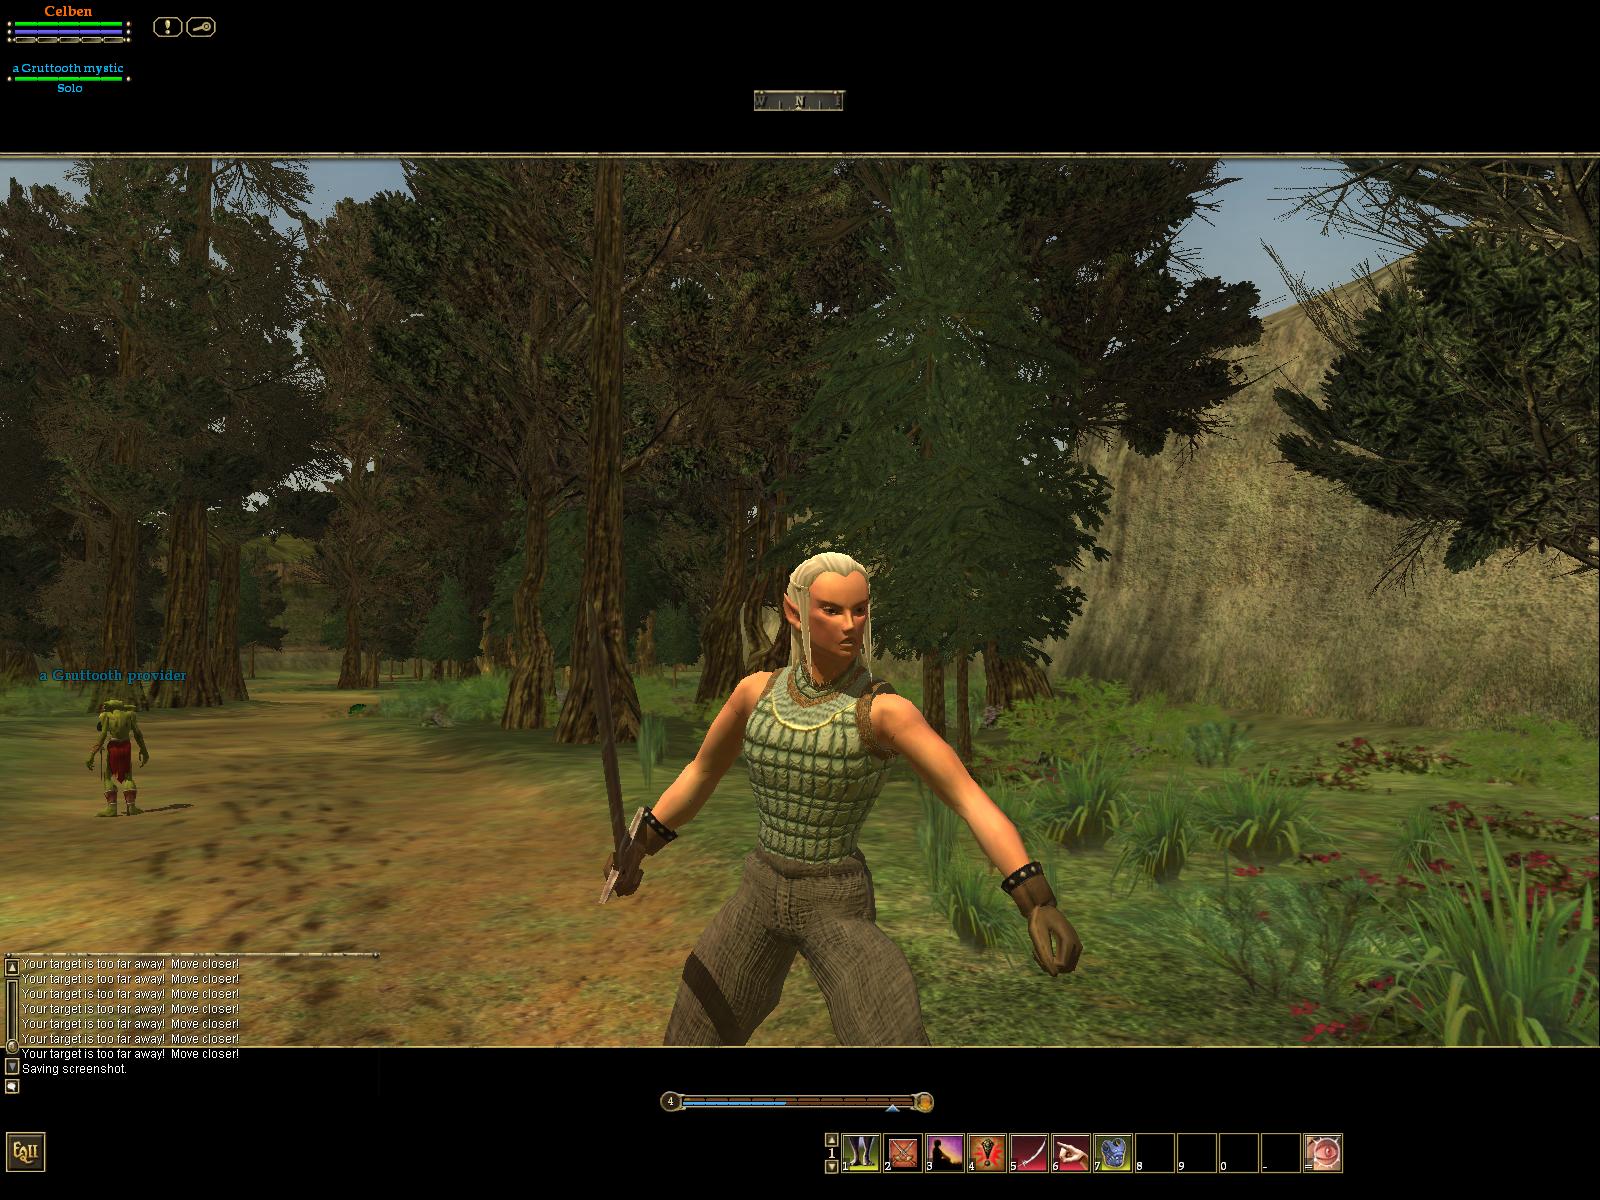 Celben
a Gruttooth mystic
Solo
W N E
a Gruttooth provider
Your target is too far away! Move closer!
Your target is too far away! Move closer!
Your target is too far away! Move closer!
Your target is too far away! Move closer!
Your target is too far away! Move closer!
Your target is too far away! Move closer!
Your target is too far away! Move closer!
Saving screenshot.
4
EQII
1
1 2 3 4 5 6 7 8 9 0 - =